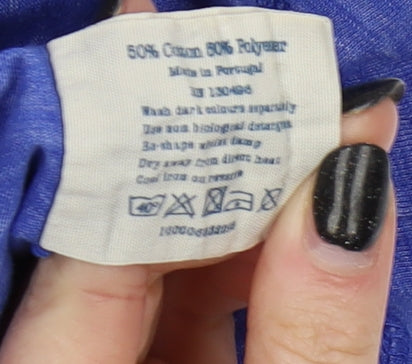 50% Cotton 50% Polyester
Made in Portugal
Wash dark colours separately
Use non biological detergent
Re-shape whilst damp
Dry away from direct heat
Cool iron on reverse
40°